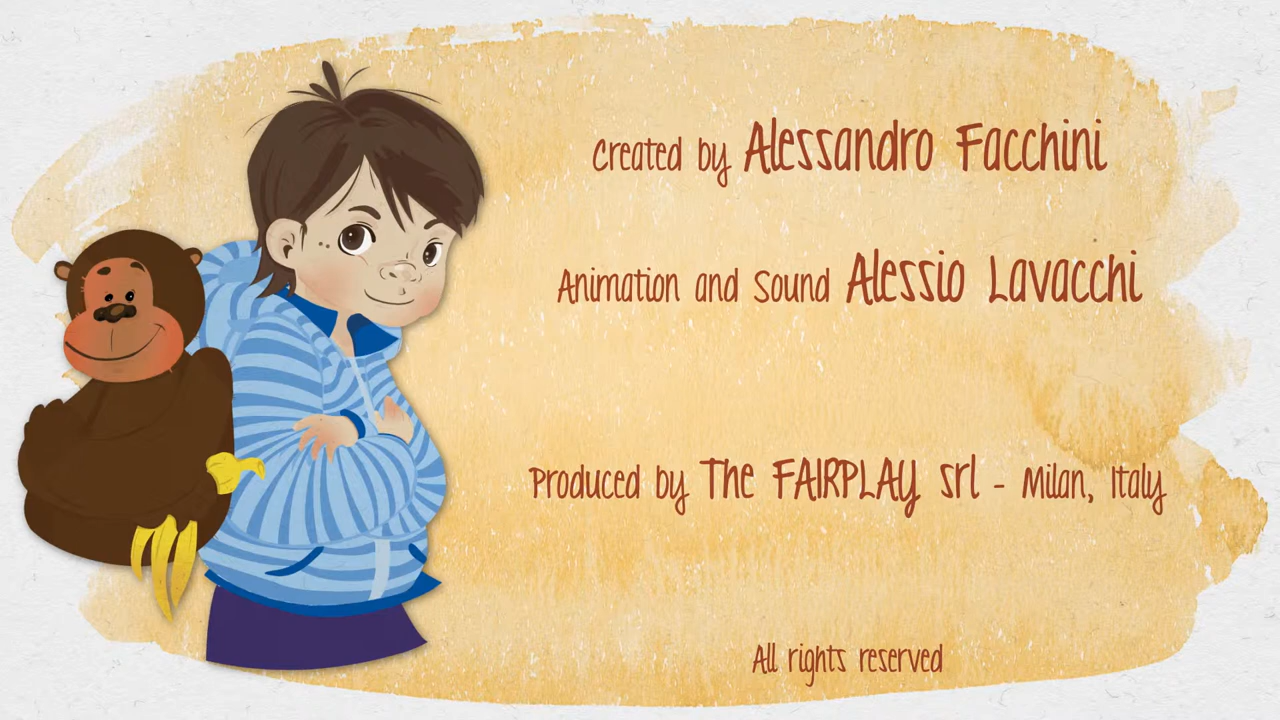 Created by Alessandro Facchini
Animation and Sound Alessio Lavacchi
Produced by The FAIRPLAY srl - Milan, Italy
All rights reserved